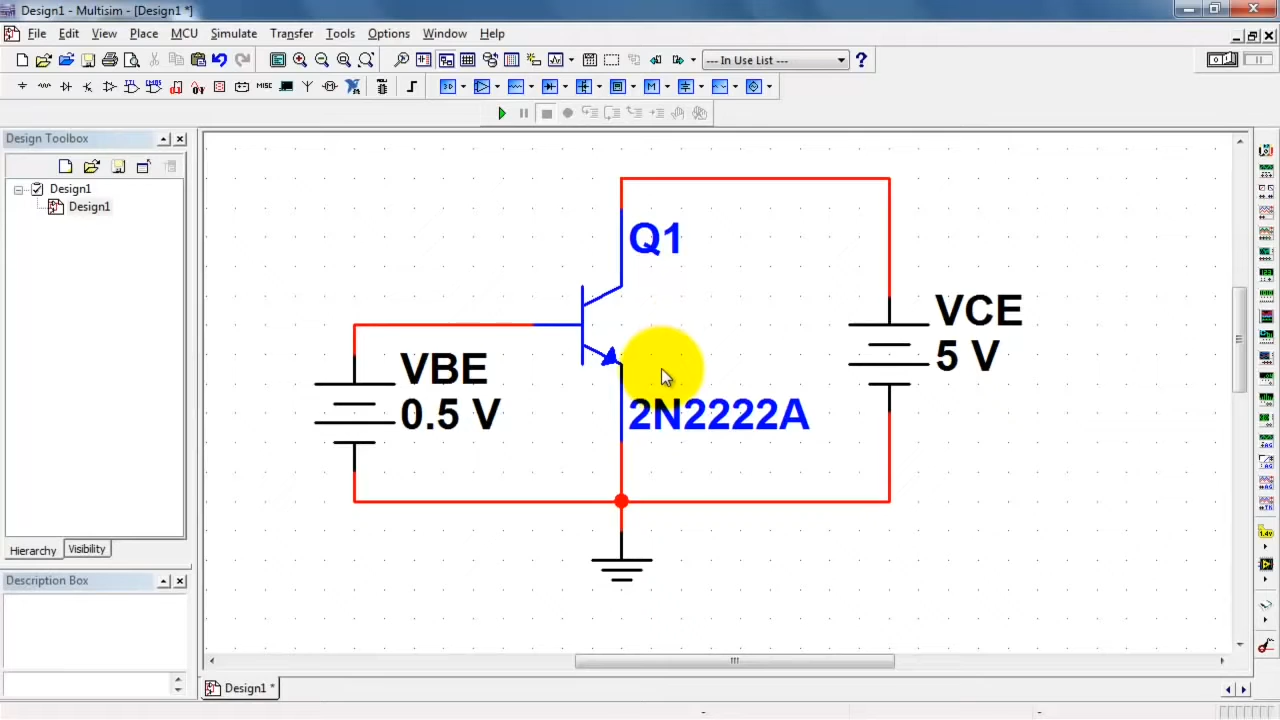 Design1 - Multisim - [Design1 *]
File Edit View Place MCU Simulate Transfer Tools Options Window Help
--- In Use List ---
MISC
Design Toolbox
Design1
Design1
Q1
VCE
5 V
VBE
0.5 V
2N2222A
Hierarchy Visibility
Description Box
Design1 *